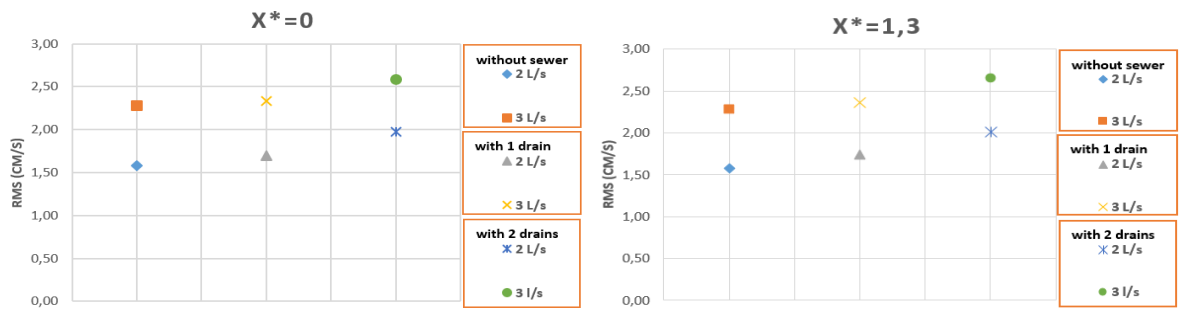 X*=0
3,00
2,50
2,00
1,50
1,00
0,50
0,00
RMS (CM/S)
without sewer
2 L/s
3 L/s
with 1 drain
2 L/s
3 L/s
with 2 drains
2 L/s
3 l/s
X*=1,3
3,00
2,50
2,00
1,50
1,00
0,50
0,00
RMS (CM/S)
without sewer
2 L/s
3 L/s
with 1 drain
2 L/s
3 L/s
with 2 drains
2 L/s
3 L/s